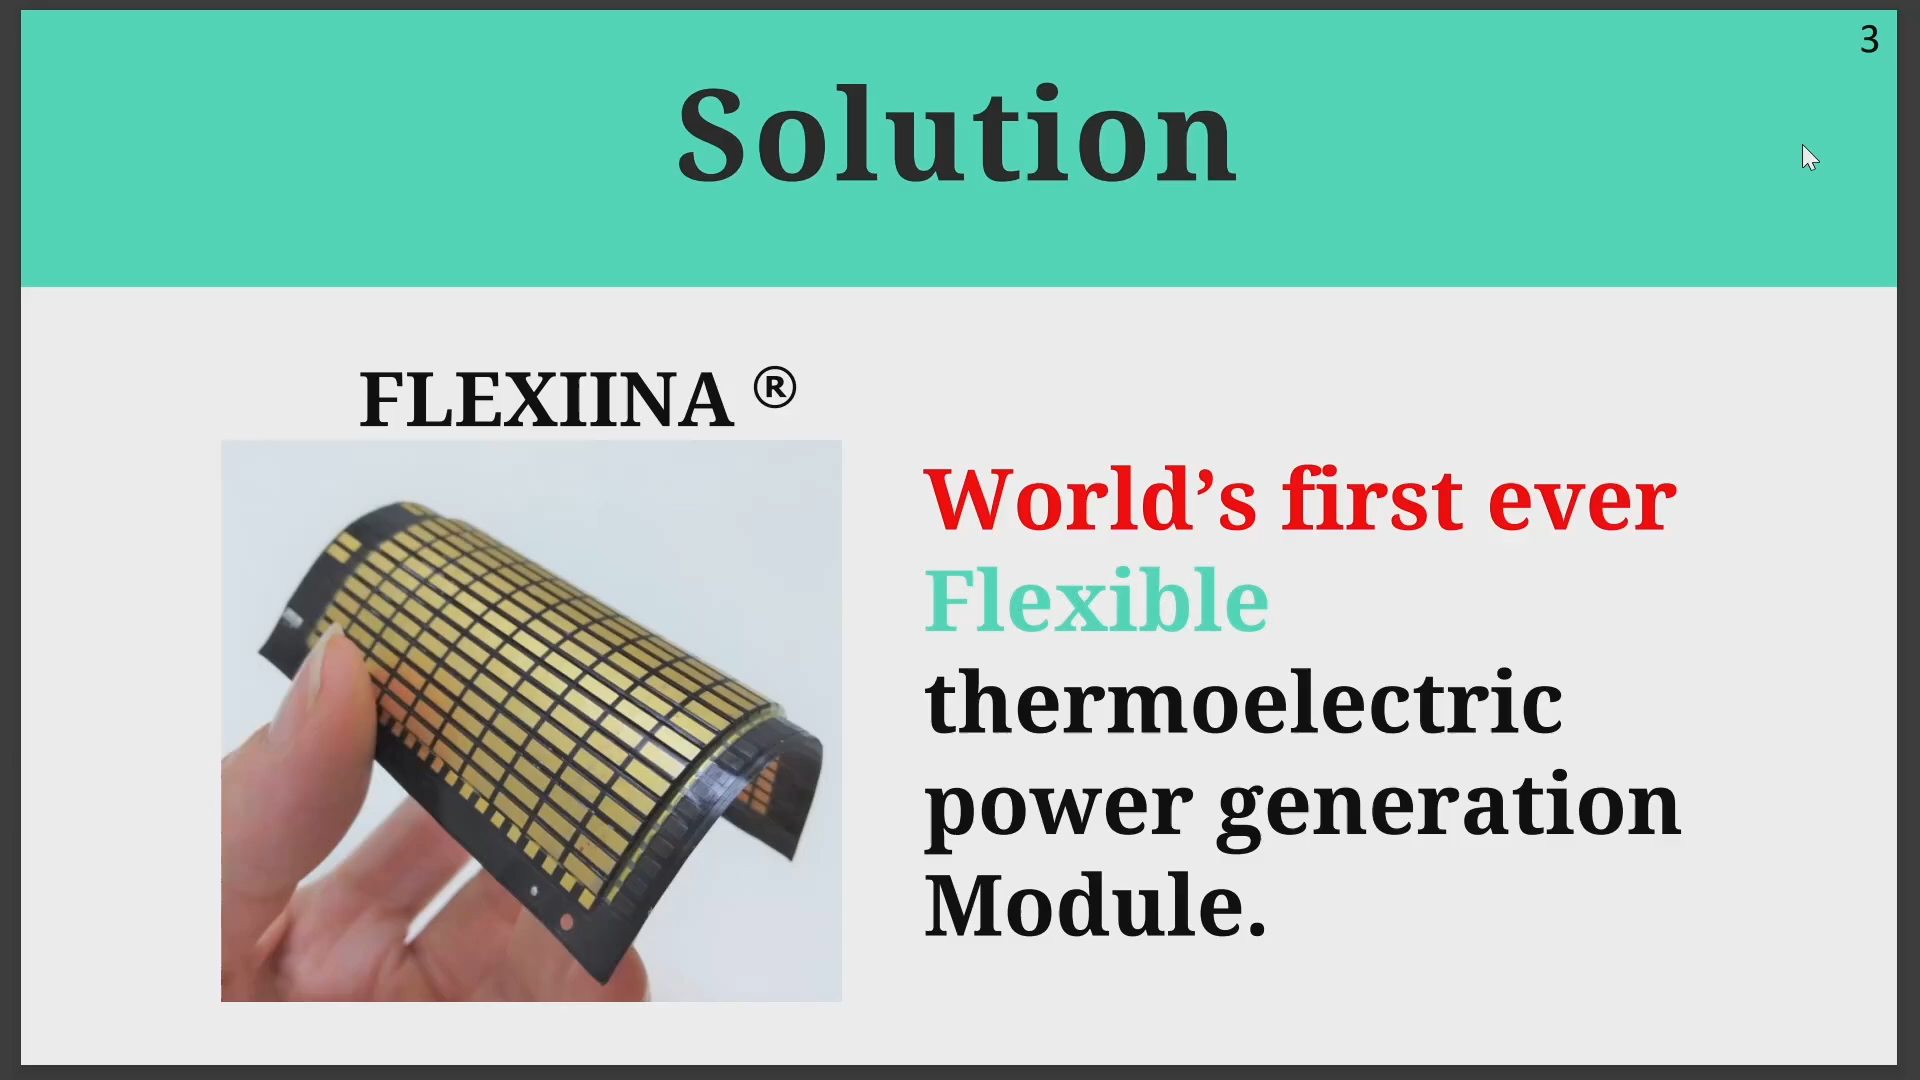 3
Solution
FLEXIINA ®
World’s first ever
Flexible
thermoelectric
power generation
Module.